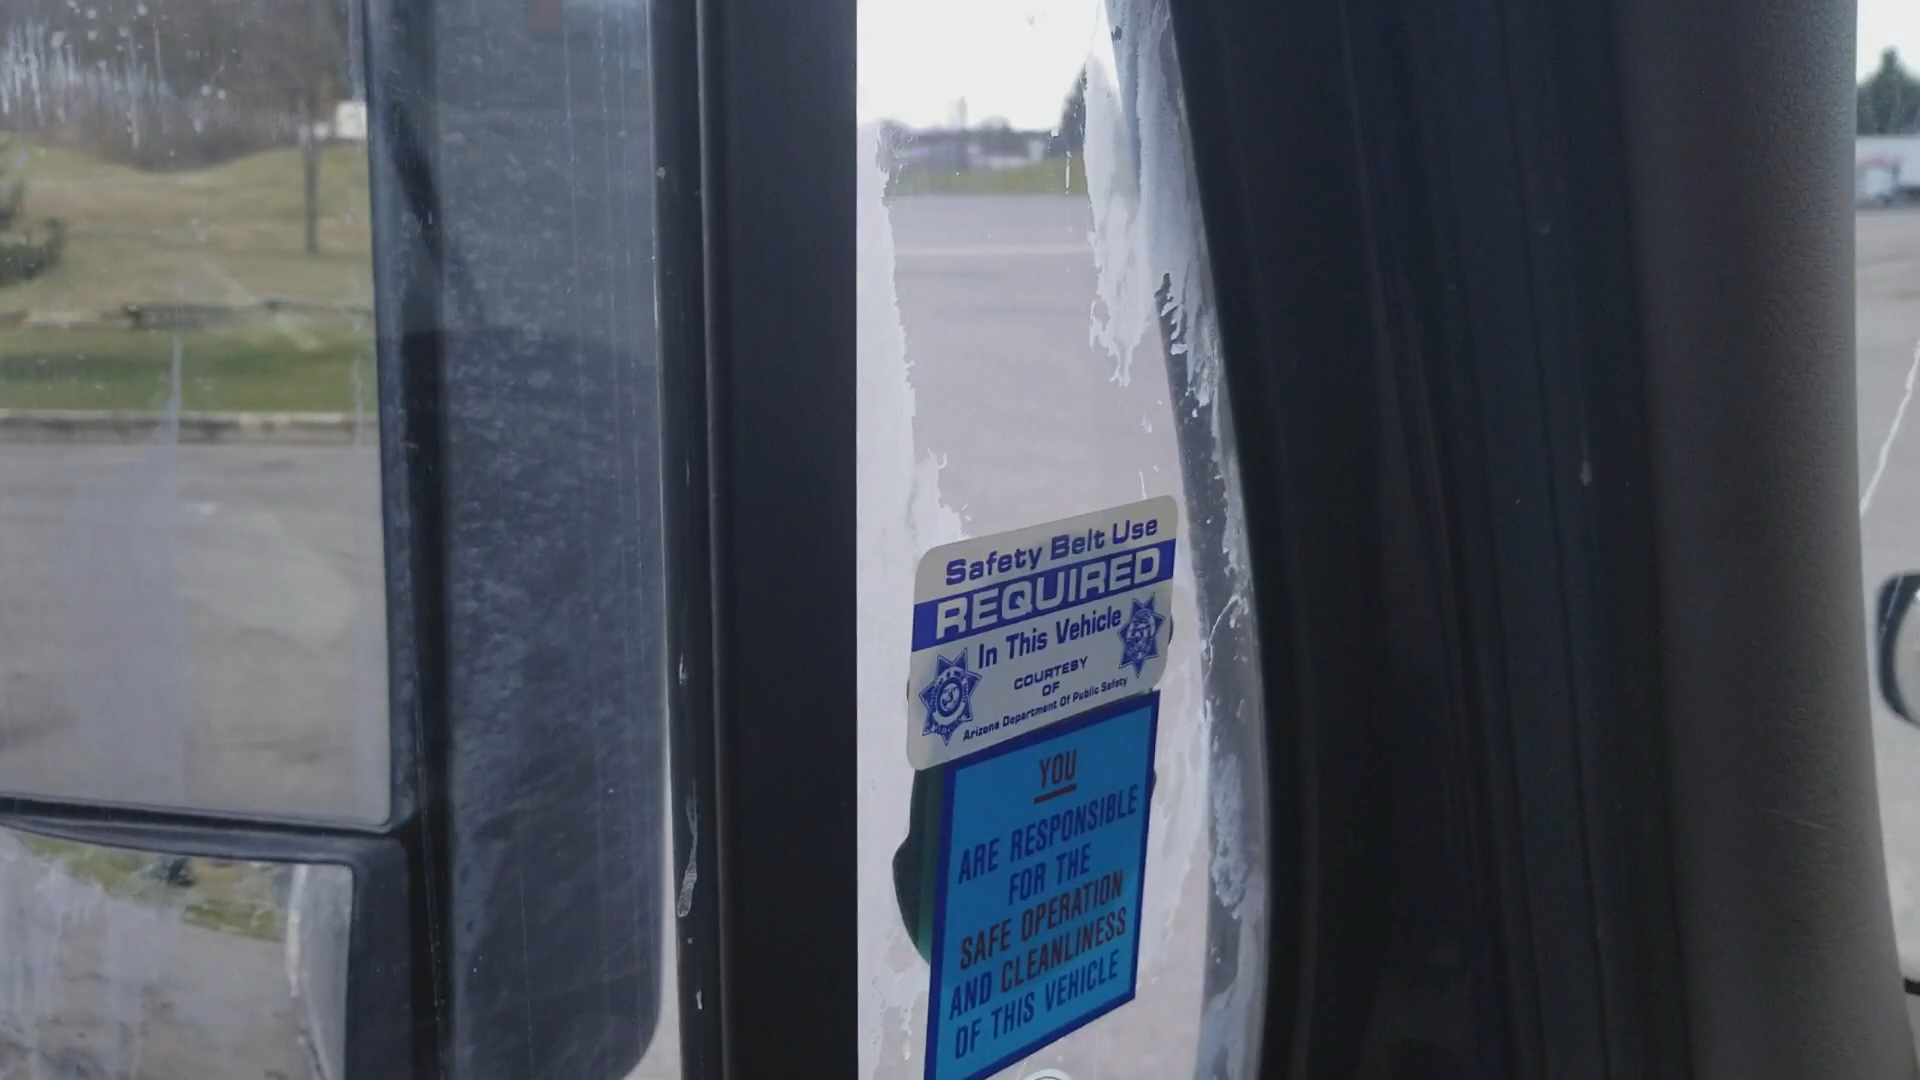 Safety Belt Use
REQUIRED
In This Vehicle
COURTESY
OF
Arizona Department Of Public Safety
YOU
ARE RESPONSIBLE
FOR THE
SAFE OPERATION
AND CLEANLINESS
OF THIS VEHICLE